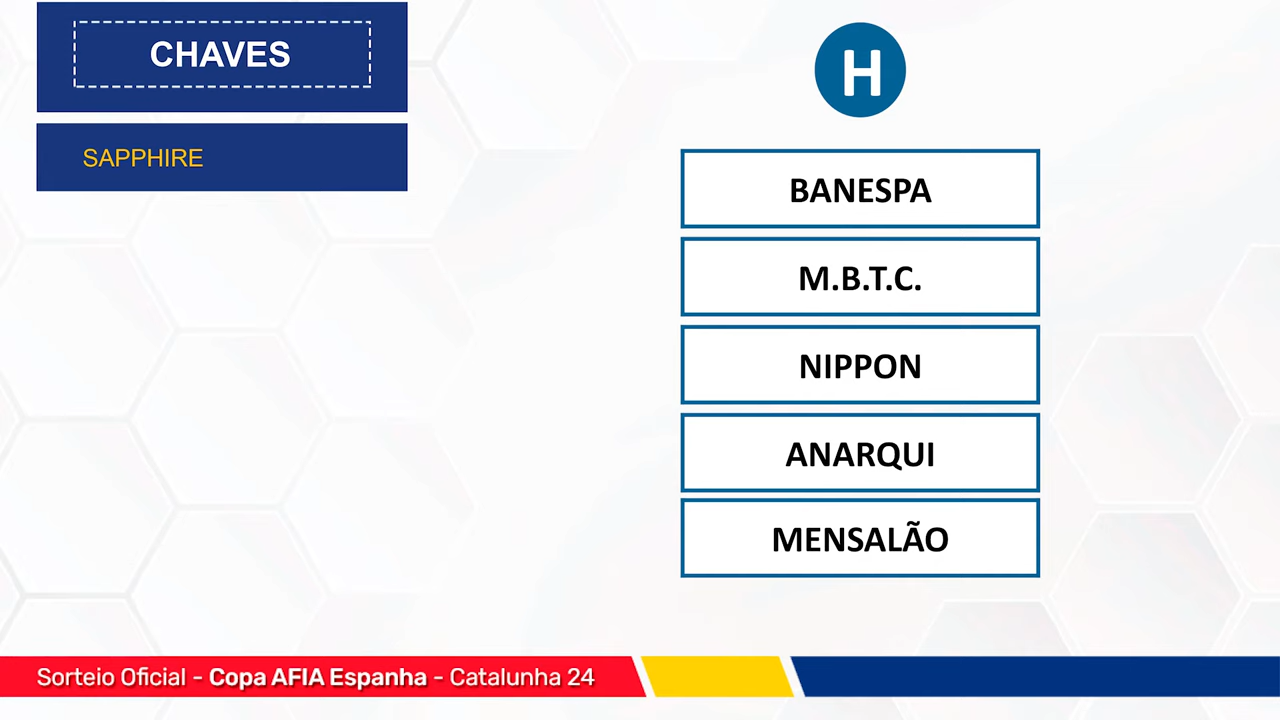 CHAVES
SAPPHIRE
H
BANESPA
M.B.T.C.
NIPPON
ANARQUI
MENSALÃO
Sorteio Oficial - Copa AFIA Espanha - Catalunha 24